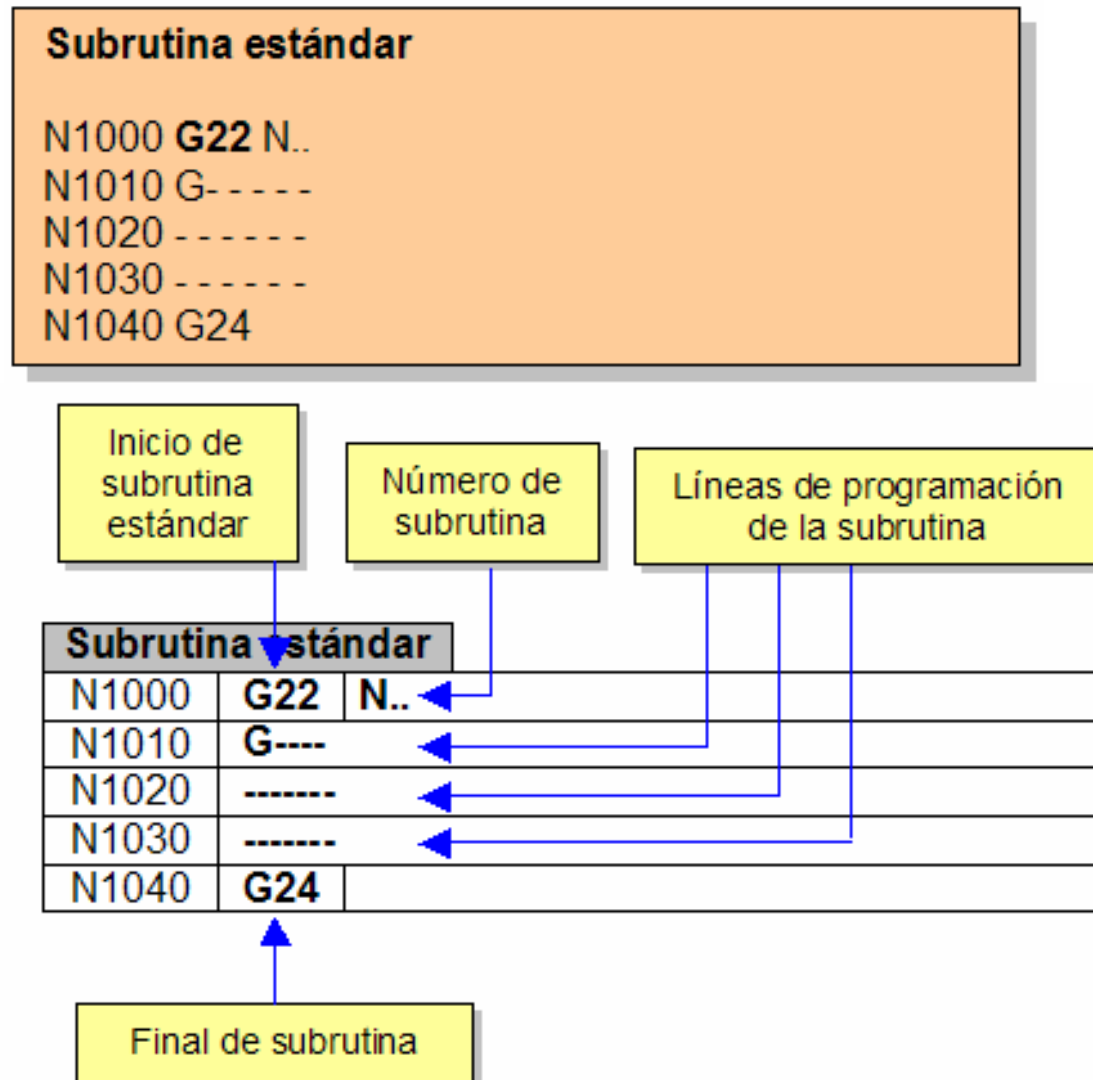 Subrutina estándar
N1000 G22 N..
N1010 G- - - - -
N1020 - - - - - -
N1030 - - - - - -
N1040 G24
Inicio de
subrutina
estándar
Número de
subrutina
Líneas de programación
de la subrutina
Subrutina estándar
N1000 G22 N..
N1010 G----
N1020 -------
N1030 -------
N1040 G24
Final de subrutina